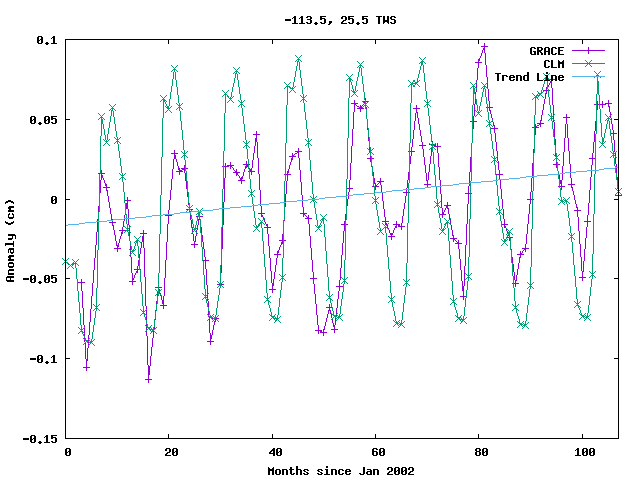 -113.5, 25.5 TWS
GRACE
CLM
Trend Line
Anomaly (cm)
0.1
0.05
0
-0.05
-0.1
-0.15
0 20 40 60 80 100
Months since Jan 2002